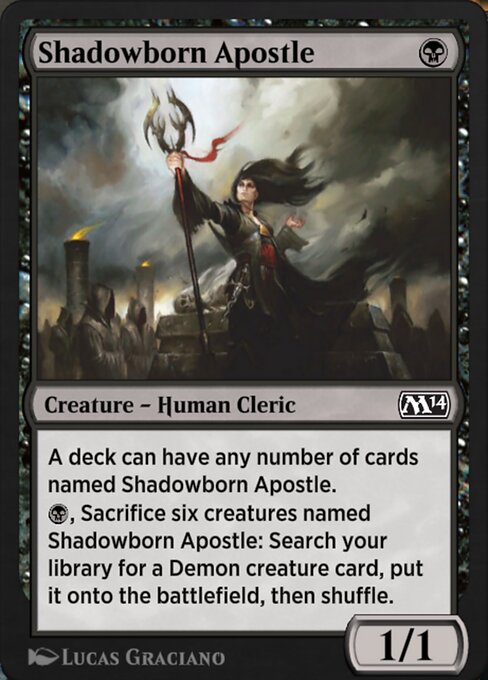 Shadowborn Apostle
Creature – Human Cleric
M14
A deck can have any number of cards
named Shadowborn Apostle.
, Sacrifice six creatures named
Shadowborn Apostle: Search your
library for a Demon creature card, put
it onto the battlefield, then shuffle.
1/1
Lucas Graciano